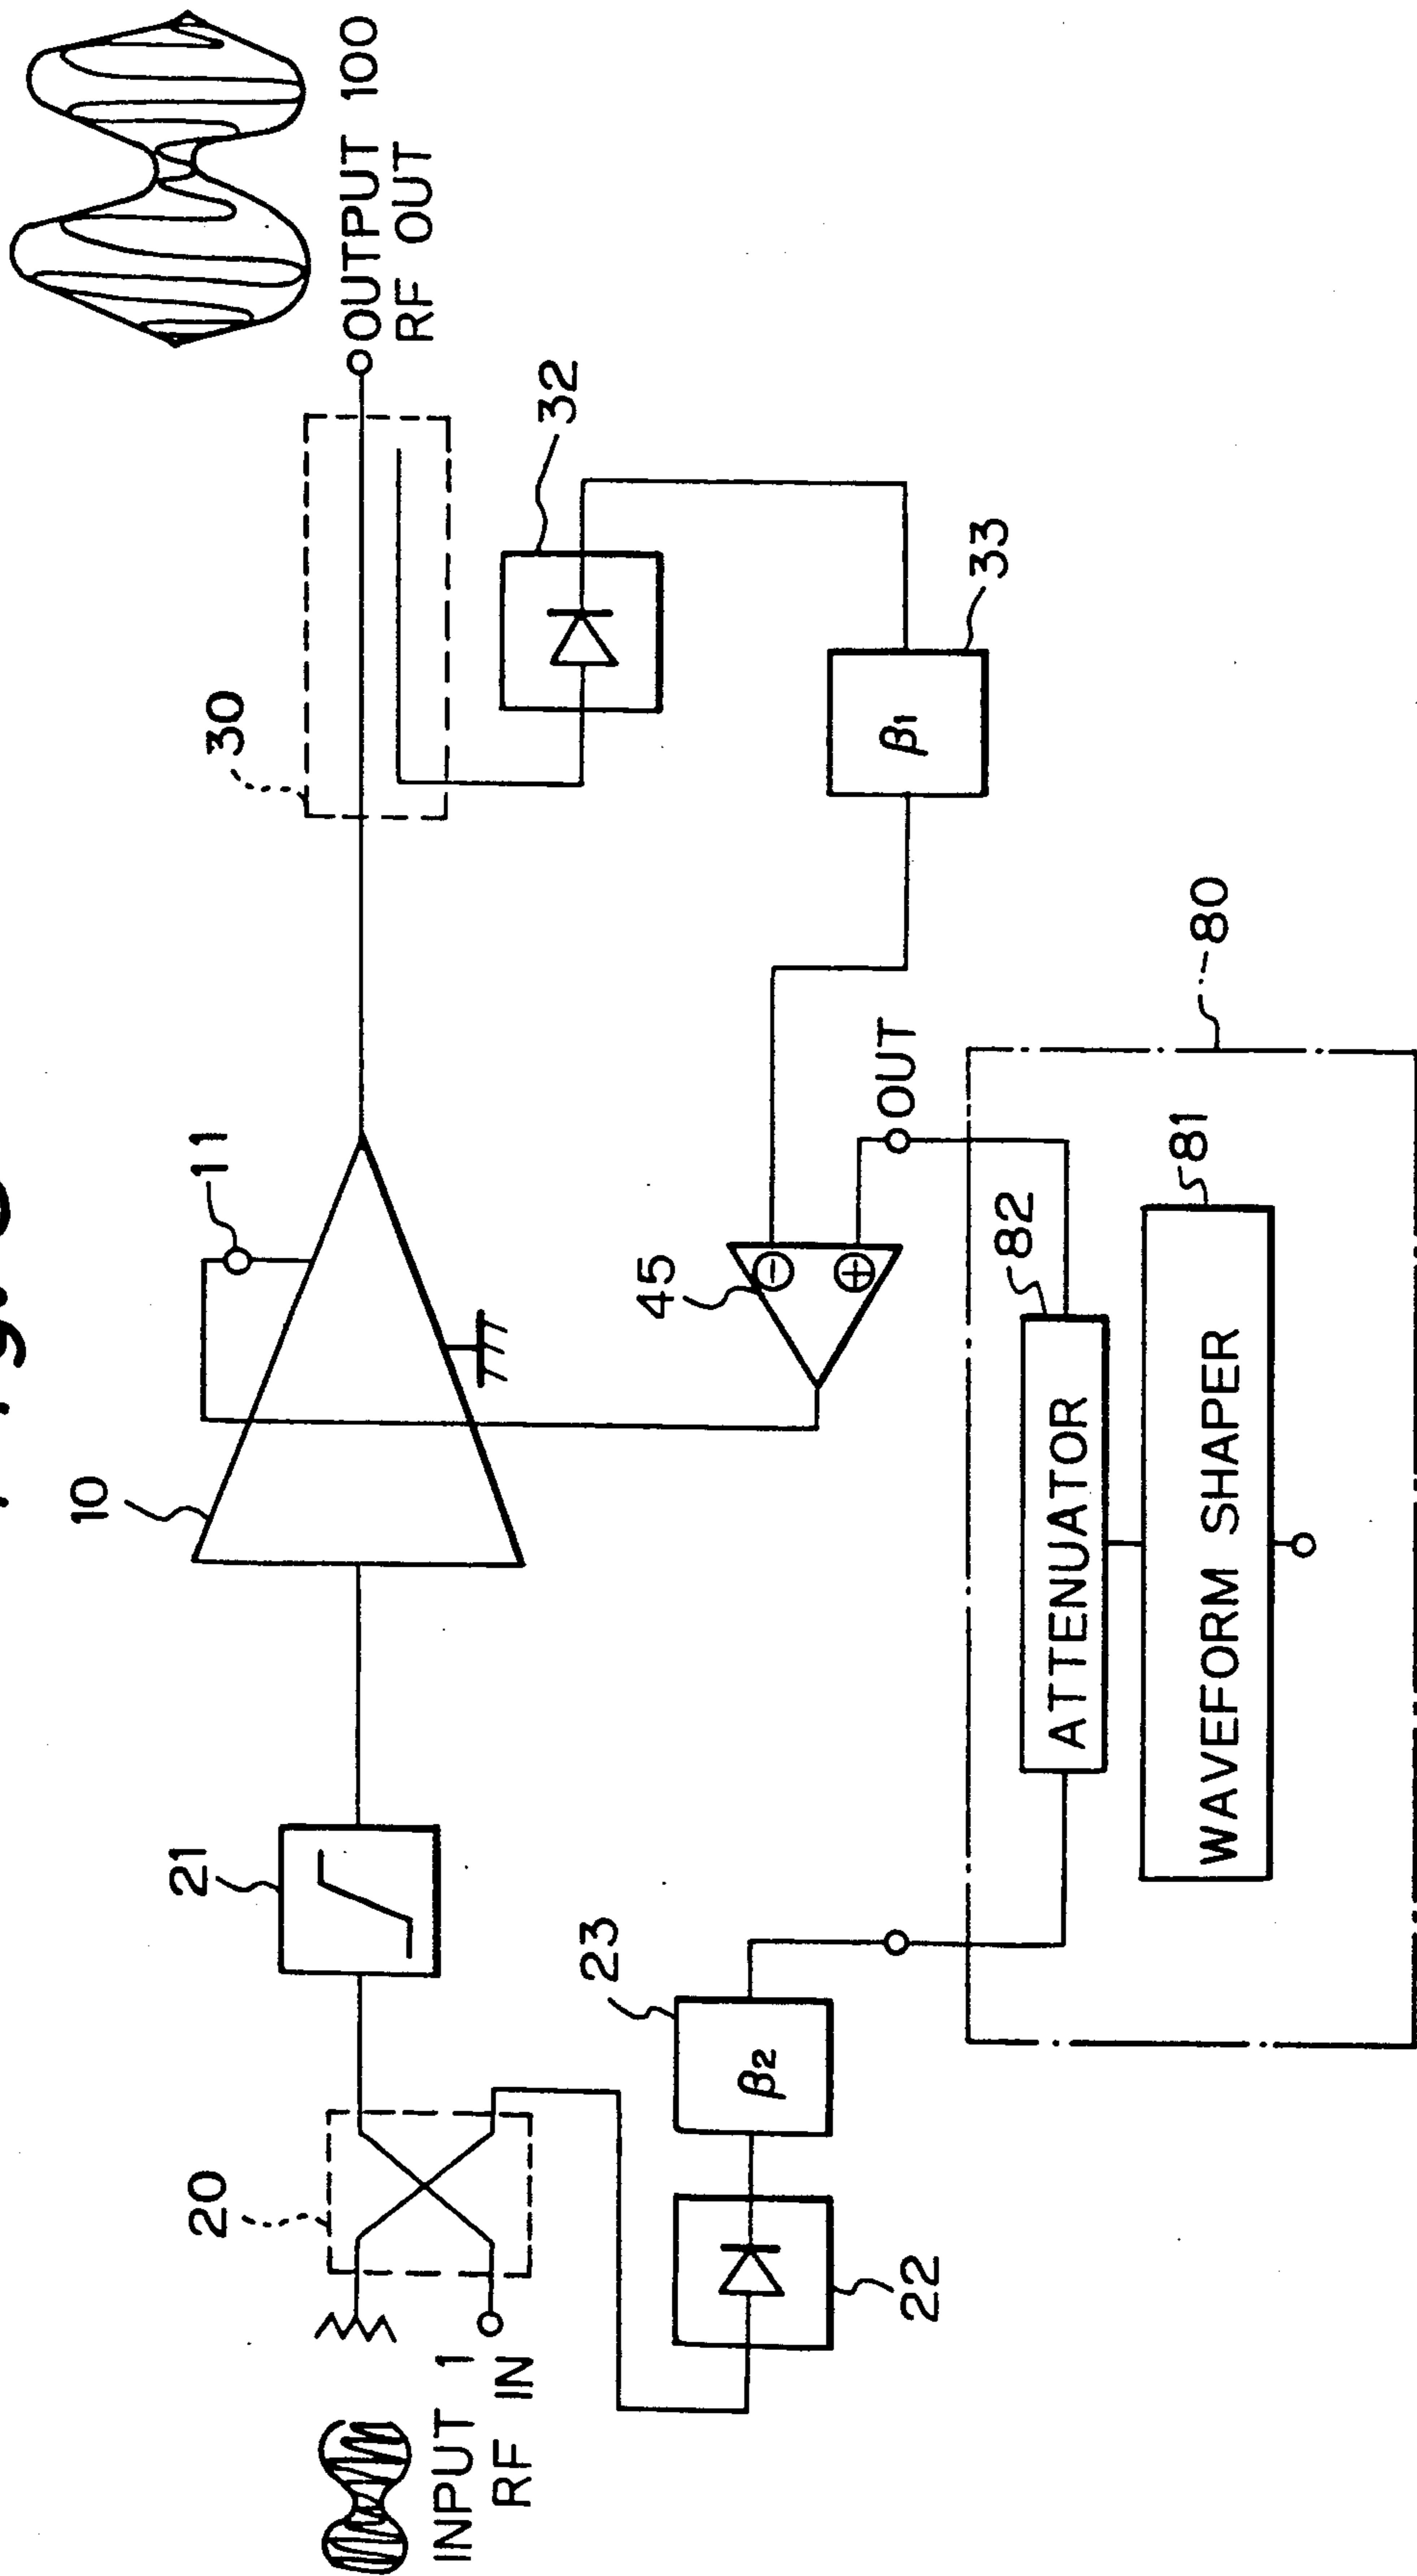 10
11
30
OUTPUT 100
RF OUT
21
20
INPUT 1
RF IN
32
45
23
β2
22
OUT
β1
33
82
ATTENUATOR
81
WAVEFORM SHAPER
80